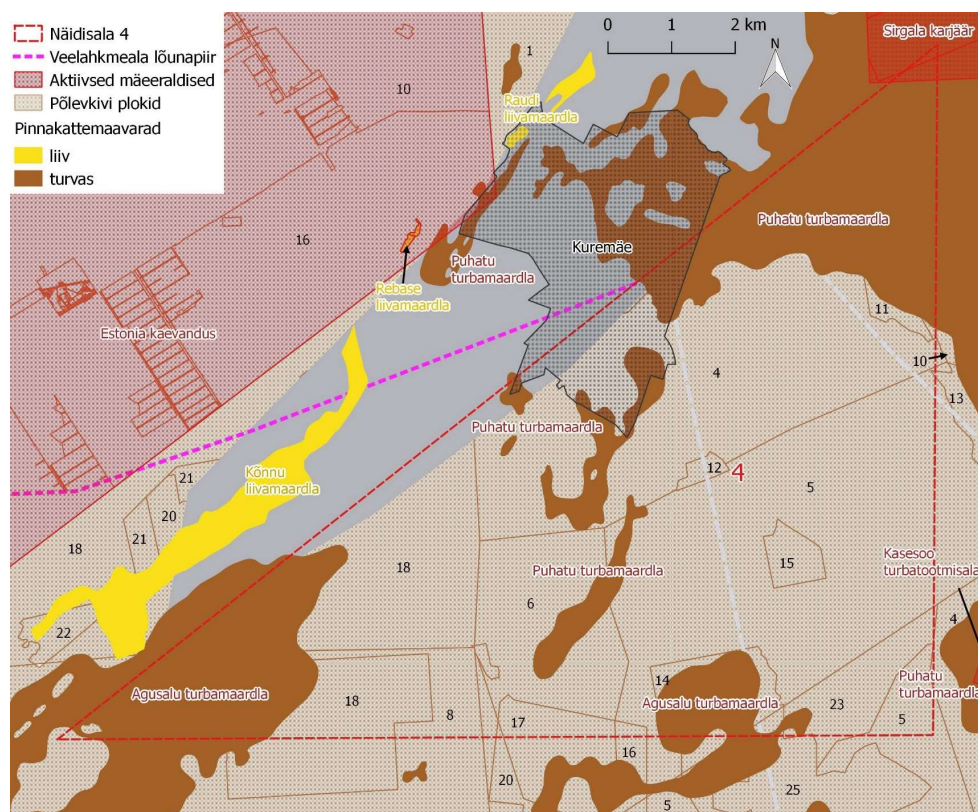 Näidisala 4
Veelahkmeala lõunapiir
Aktiivsed mäeeraldised
Põlevkivi plokid
Pinnakattemaavarad
liiv
turvas
0 1 2 km
N
Sirgala karjäär
1
10
Raudi
liivamaardla
Puhatu turbamaardla
16
Kuremäe
Puhatu
turbamaardla
Rebase
liivamaardla
Estonia kaevandus
11
10
13
4
Puhatu turbamaardla
12
4
5
Kõnnu
liivamaardla
21
20
21
18
18
15
Kasesoo
turbatootmisala
4
Puhatu turbamaardla
6
22
Agusalu turbamaardla
18
8
17
14
Agusalu turbamaardla
23
Puhatu
turbamaardla
5
16
20
5
25